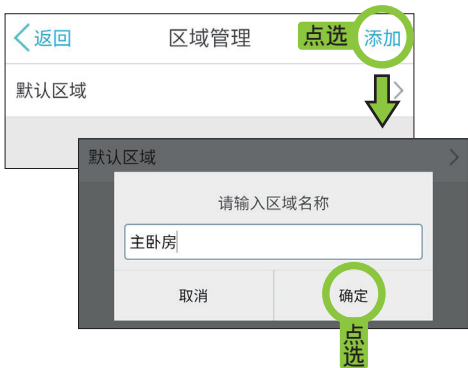 返回 区域管理 点选 添加
默认区域
默认区域
请输入区域名称
主卧房
取消 确定
点选